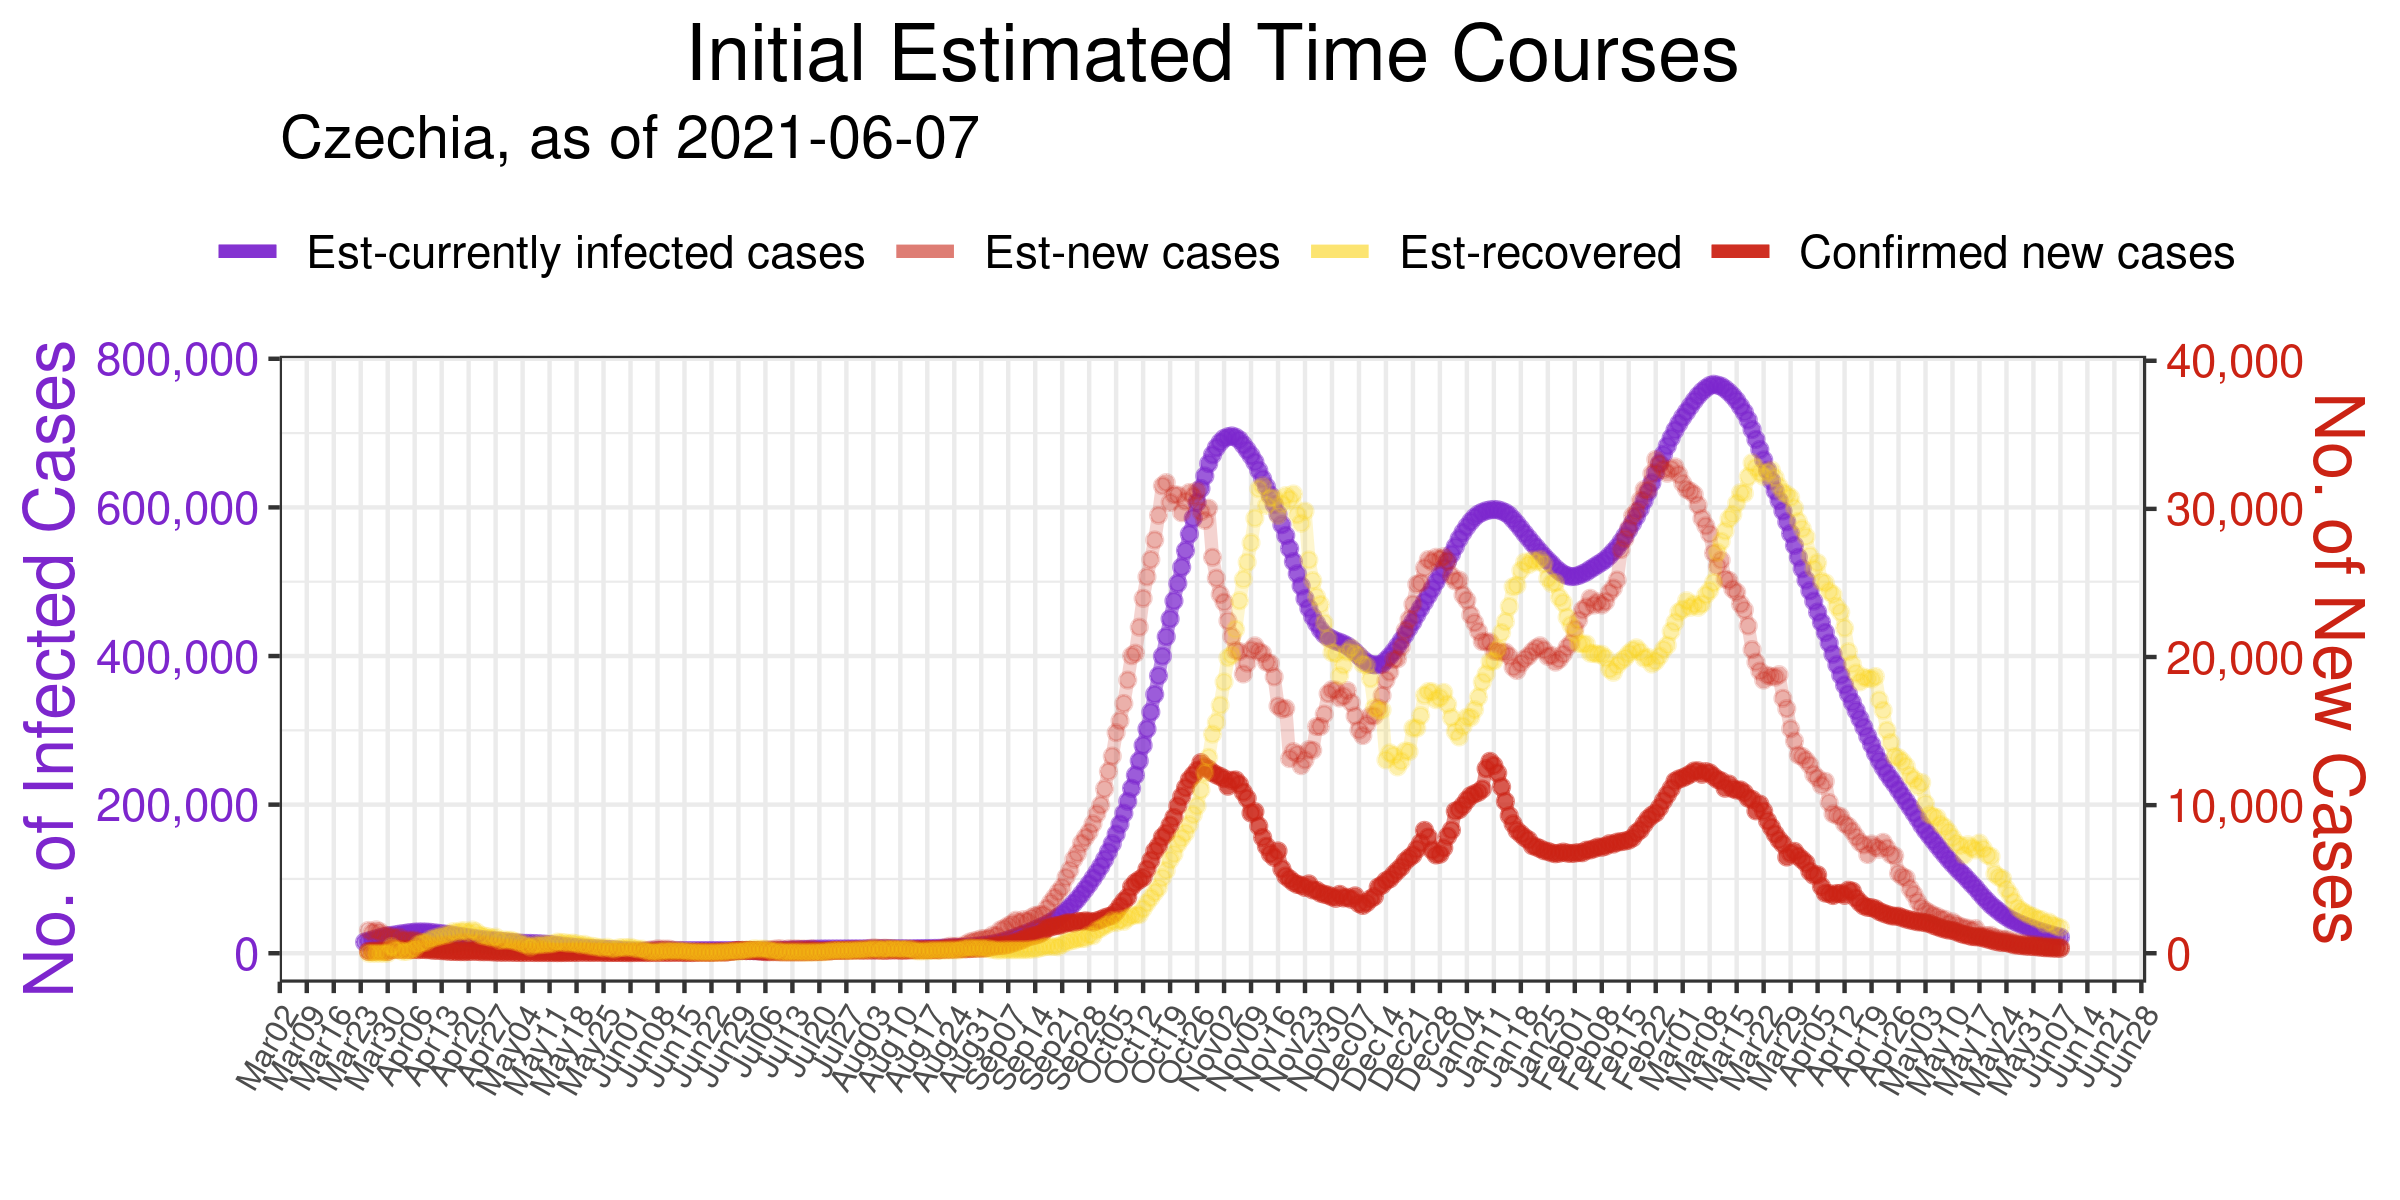 Initial Estimated Time Courses
Czechia, as of 2021-06-07
Est-currently infected cases
Est-new cases
Est-recovered
Confirmed new cases
No. of Infected Cases
800,000
600,000
400,000
200,000
0
40,000
30,000
20,000
10,000
0
No. of New Cases
Mar02
Mar09
Mar16
Mar23
Mar30
Apr06
Apr13
Apr20
Apr27
May04
May11
May18
May25
Jun01
Jun08
Jun15
Jun22
Jun29
Jul06
Jul13
Jul20
Jul27
Aug03
Aug10
Aug17
Aug24
Aug31
Sep07
Sep14
Sep21
Sep28
Oct05
Oct12
Oct19
Oct26
Nov02
Nov09
Nov16
Nov23
Nov30
Dec07
Dec14
Dec21
Dec28
Jan04
Jan11
Jan18
Jan25
Feb01
Feb08
Feb15
Feb22
Mar01
Mar08
Mar15
Mar22
Mar29
Apr05
Apr12
Apr19
Apr26
May03
May10
May17
May24
May31
Jun07
Jun14
Jun21
Jun28